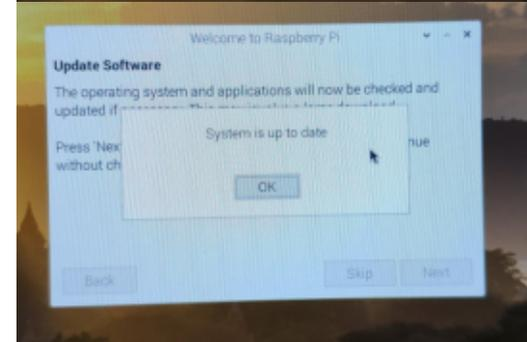 Welcome to Raspberry Pi
Update Software
The operating system and applications will now be checked and
updated if
System is up to date
Press 'Nex
nue
without ch
OK
Back
Skip
Next